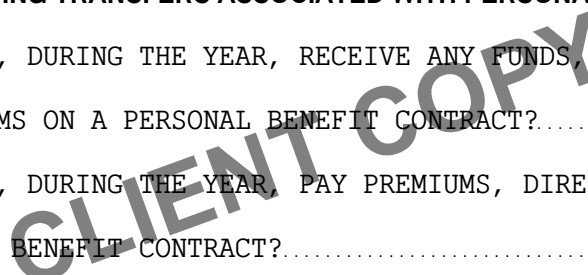 ING TRANSFERS ASSOCIATED WITH PERSONA
, DURING THE YEAR, RECEIVE ANY FUNDS,
MS ON A PERSONAL BENEFIT CONTRACT?
, DURING THE YEAR, PAY PREMIUMS, DIRE
BENEFIT CONTRACT?
CLIENT COPY